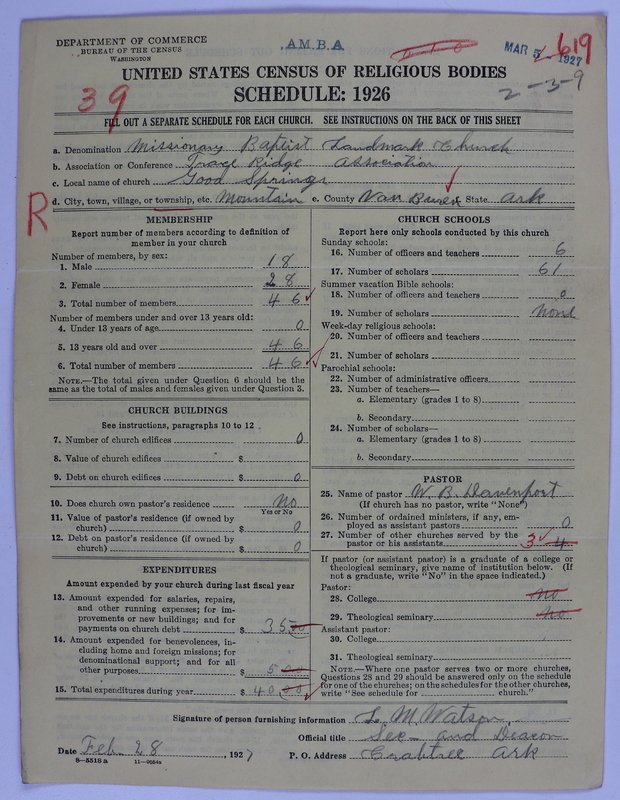 DEPARTMENT OF COMMERCE
BUREAU OF THE CENSUS
WASHINGTON
A.M.B.A.
MAR 5 1927
619
2-3-9
39
UNITED STATES CENSUS OF RELIGIOUS BODIES
SCHEDULE: 1926
FILL OUT A SEPARATE SCHEDULE FOR EACH CHURCH. SEE INSTRUCTIONS ON THE BACK OF THIS SHEET
a. Denomination Missionary Baptist Landmark Church
b. Association or Conference Trace Ridge Association
c. Local name of church Good Springs
d. City, town, village, or township, etc. Mountain e. County Van Buren State Ark
R
MEMBERSHIP
Report number of members according to definition of member in your church
Number of members, by sex:
1. Male 18
2. Female 28
3. Total number of members 46
Number of members under and over 13 years old:
4. Under 13 years of age 0
5. 13 years old and over 46
6. Total number of members 46
NOTE.—The total given under Question 6 should be the same as the total of males and females given under Question 3.
CHURCH BUILDINGS
See instructions, paragraphs 10 to 12
7. Number of church edifices 0
8. Value of church edifices $
9. Debt on church edifices $ 0
10. Does church own pastor's residence No
Yes or No
11. Value of pastor's residence (if owned by church) $ 0
12. Debt on pastor's residence (if owned by church) $ 0
EXPENDITURES
Amount expended by your church during last fiscal year
13. Amount expended for salaries, repairs, and other running expenses; for improvements or new buildings; and for payments on church debt $ 35 00
14. Amount expended for benevolences, including home and foreign missions; for denominational support; and for all other purposes $ 5 00
15. Total expenditures during year $ 40 00
CHURCH SCHOOLS
Report here only schools conducted by this church
Sunday schools:
16. Number of officers and teachers 6
17. Number of scholars 61
Summer vacation Bible schools:
18. Number of officers and teachers 0
19. Number of scholars None
Week-day religious schools:
20. Number of officers and teachers
21. Number of scholars
Parochial schools:
22. Number of administrative officers
23. Number of teachers—
a. Elementary (grades 1 to 8)
b. Secondary
24. Number of scholars—
a. Elementary (grades 1 to 8)
b. Secondary
PASTOR
25. Name of pastor W. B. Davenport
(If church has no pastor, write "None")
26. Number of ordained ministers, if any, employed as assistant pastors 0
27. Number of other churches served by the pastor or his assistants 3 4
If pastor (or assistant pastor) is a graduate of a college or theological seminary, give name of institution below. (If not a graduate, write "No" in the space indicated.)
Pastor:
28. College No
29. Theological seminary No
Assistant pastor:
30. College
31. Theological seminary
NOTE.—Where one pastor serves two or more churches, Questions 28 and 29 should be answered only on the schedule for one of the churches; on the schedules for the other churches, write "See schedule for church."
Signature of person furnishing information L. M. Watson
Official title Sec and Deacon
Date Feb 28, 1927 P. O. Address Crabtree Ark
8—5518 a 11—9064a